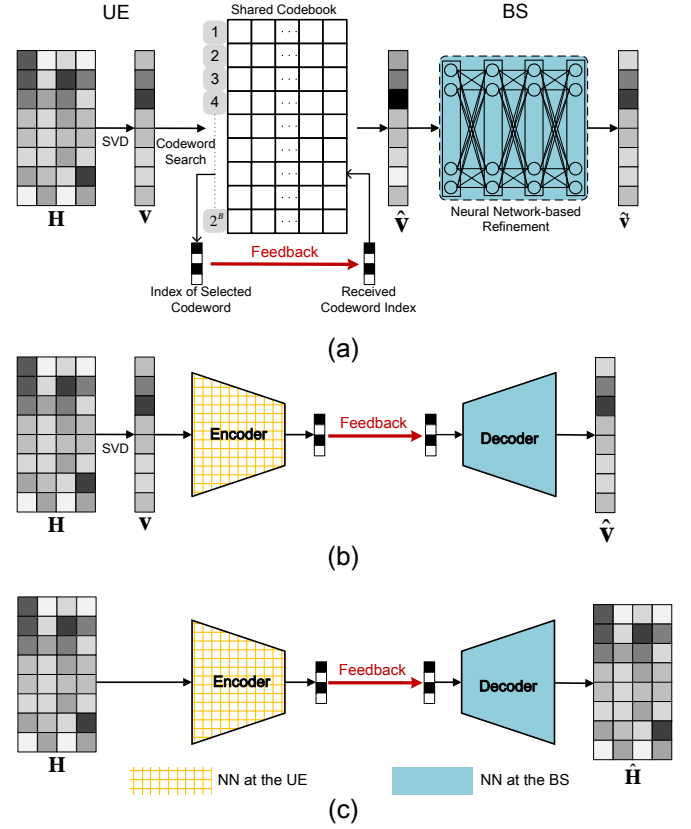 UE
Shared Codebook
BS
1
2
3
4
2^B
· · ·
· · ·
· · ·
· · ·
· · ·
· · ·
· · ·
· · ·
· · ·
SVD
Codeword
Search
H
v
v̂
Neural Network-based
Refinement
Feedback
Index of Selected
Codeword
Received
Codeword Index
(a)
Encoder
Feedback
Decoder
SVD
H
v
v̂
(b)
Encoder
Feedback
Decoder
H
Ĥ
NN at the UE
NN at the BS
(c)